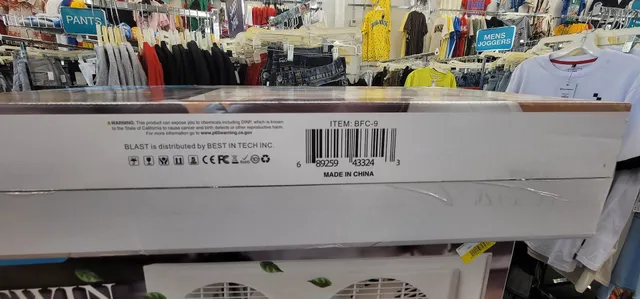 PANTS
MENS
JOGGERS
WARNING: This product can expose you to chemicals including DINP, which is known
to the State of California to cause cancer and birth defects or other reproductive harm.
For more information go to www.p65warning.ca.gov
BLAST is distributed by BEST IN TECH INC.
ITEM: BFC-9
6 89259 43324 3
MADE IN CHINA
WIN